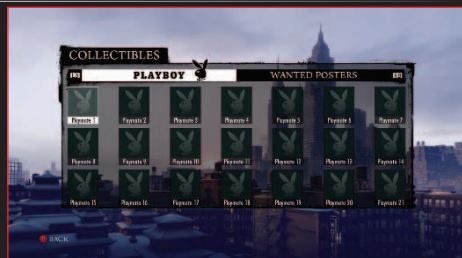 COLLECTIBLES
PLAYBOY WANTED POSTERS
Playmate 1 Playmate 2 Playmate 3 Playmate 4 Playmate 5 Playmate 6 Playmate 7
Playmate 8 Playmate 9 Playmate 10 Playmate 11 Playmate 12 Playmate 13 Playmate 14
Playmate 15 Playmate 16 Playmate 17 Playmate 18 Playmate 19 Playmate 20 Playmate 21
BACK